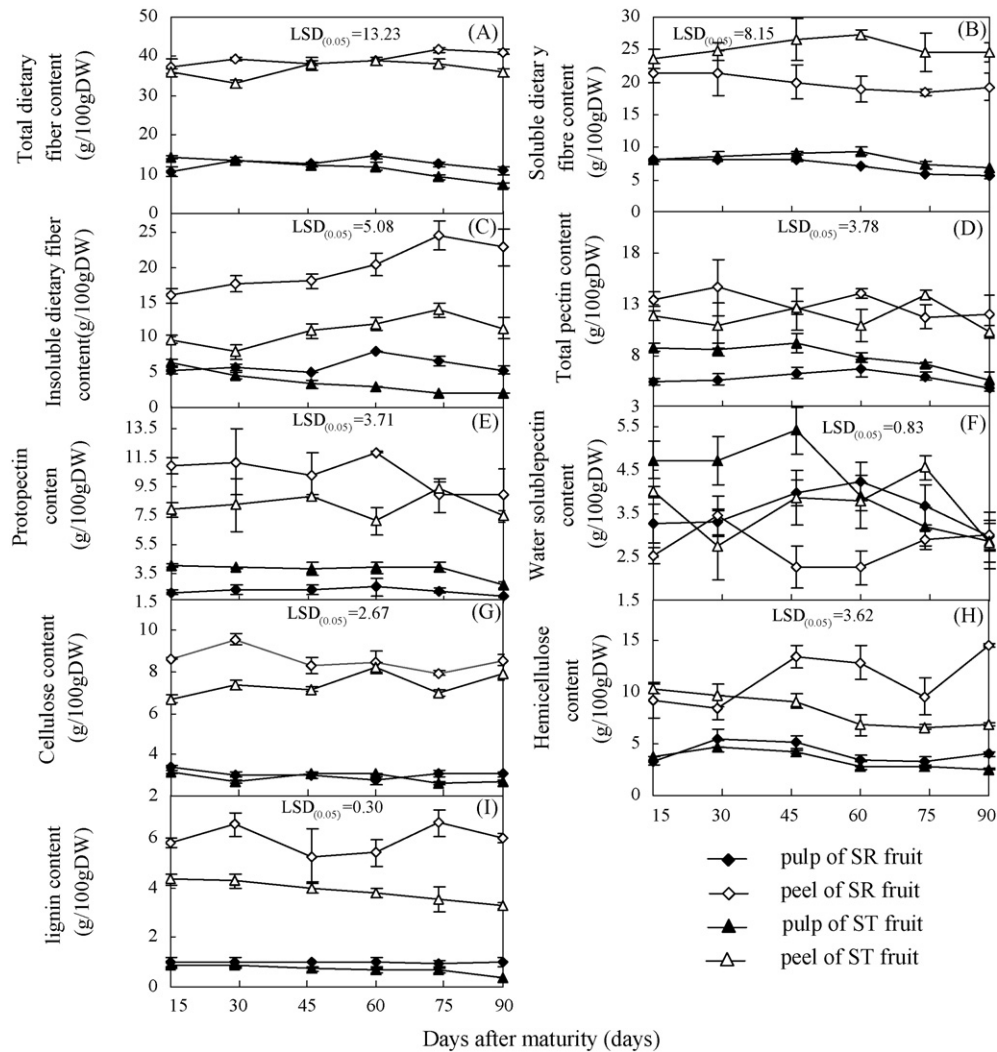 Total dietary
fiber content
(g/100gDW)
50
40
30
20
10
0
LSD(0.05)=13.23
(A)
Soluble dietar y
fibre content
(g/100gDW)
30
25
20
15
10
5
0
LSD(0.05)=8.15
(B)
Insoluble dietary fiber
content(g/100gDW)
25
20
15
10
5
0
LSD(0.05)=5.08
(C)
Total pectin content
(g/100gDW)
18
13
8
3
LSD(0.05)=3.78
(D)
Protopectin
conten
(g/100gDW)
13.5
11.5
9.5
7.5
5.5
3.5
1.5
LSD(0.05)=3.71
(E)
Water solublepectin
content
(g/100gDW)
5.5
4.5
3.5
2.5
1.5
LSD(0.05)=0.83
(F)
Cellulose content
(g/100gDW)
10
8
6
4
2
LSD(0.05)=2.67
(G)
Hemicellulose
content
(g/100gDW)
15
10
5
0
LSD(0.05)=3.62
(H)
15 30 45 60 75 90
lignin content
(g/100gDW)
6
4
2
0
LSD(0.05)=0.30
(I)
15 30 45 60 75 90
pulp of SR fruit
peel of SR fruit
pulp of ST fruit
peel of ST fruit
Days after maturity (days)